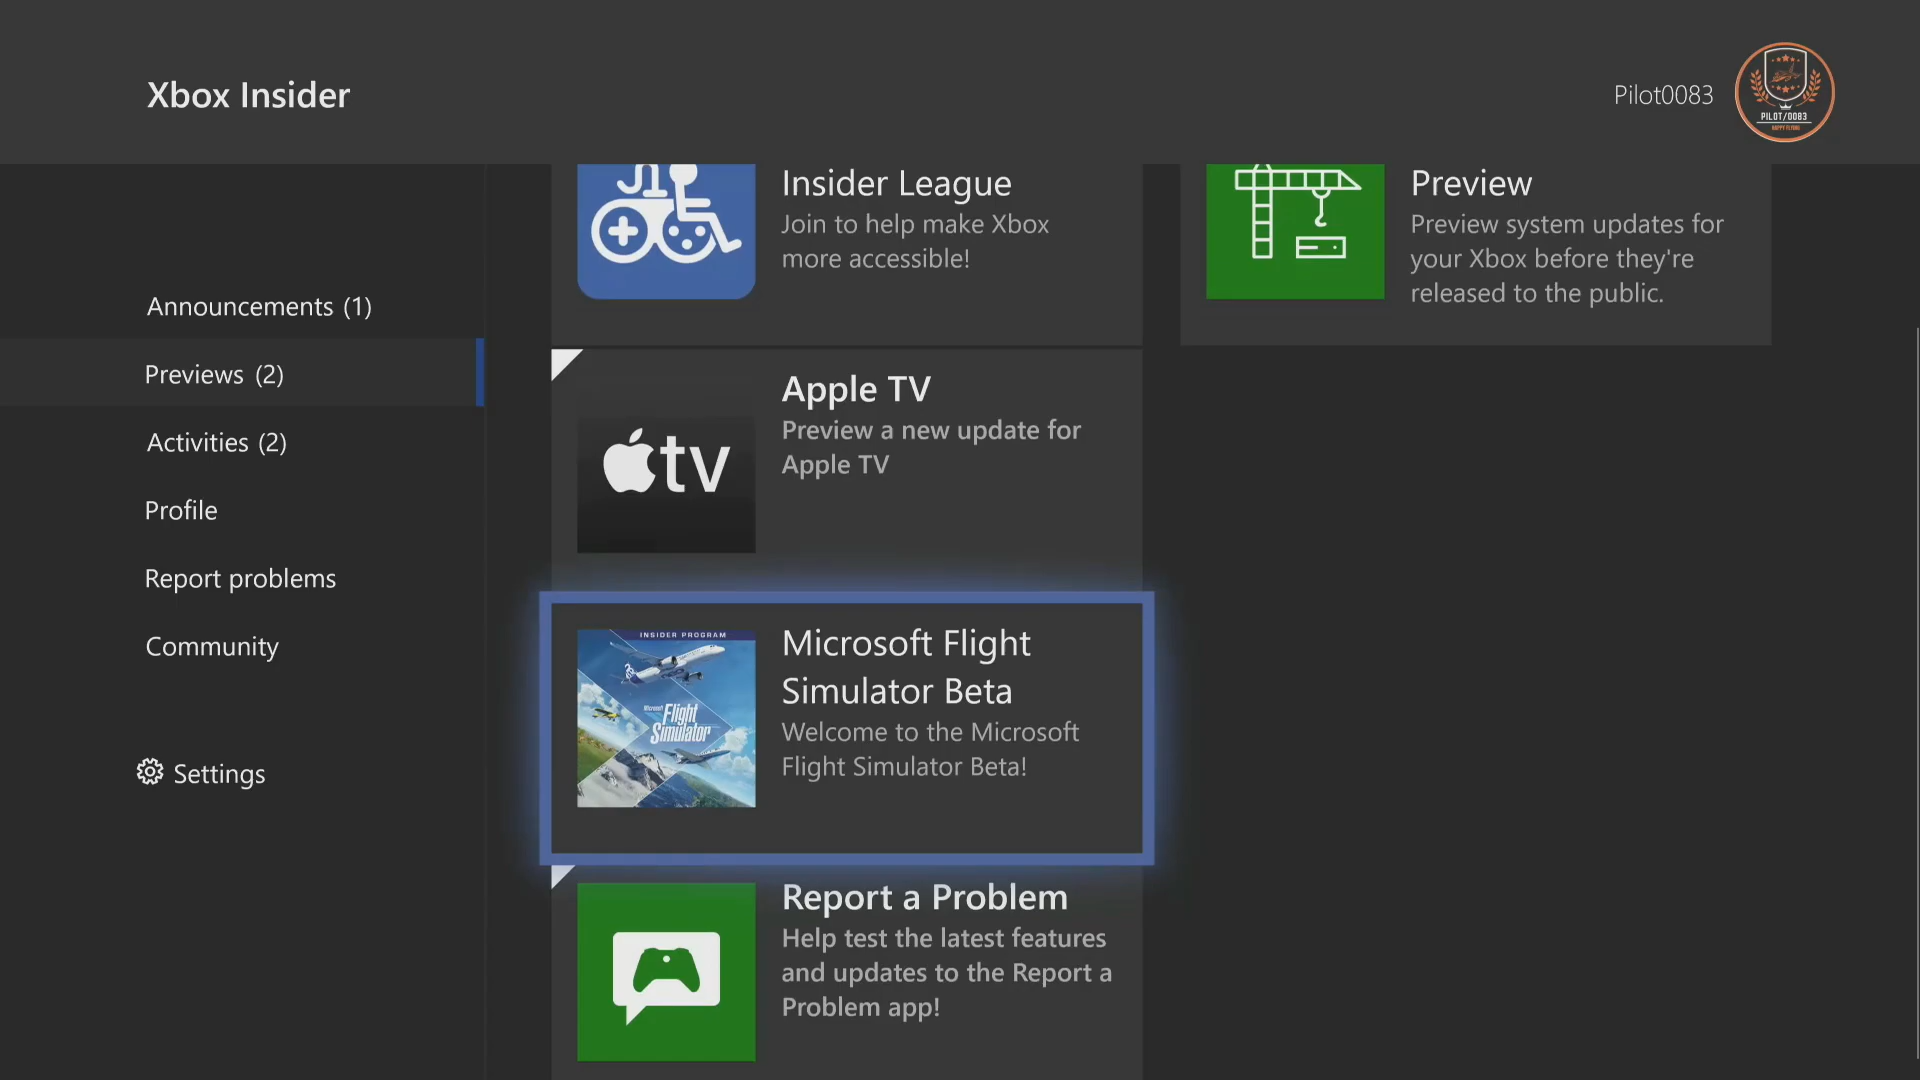 Xbox Insider
Pilot0083
PILOT/0083
HAPPY FLYING
Announcements (1)
Previews (2)
Activities (2)
Profile
Report problems
Community
Settings
Insider League
Join to help make Xbox
more accessible!
Preview
Preview system updates for
your Xbox before they're
released to the public.
tv
Apple TV
Preview a new update for
Apple TV
INSIDER PROGRAM
Microsoft
Flight
Simulator
Microsoft Flight
Simulator Beta
Welcome to the Microsoft
Flight Simulator Beta!
Report a Problem
Help test the latest features
and updates to the Report a
Problem app!